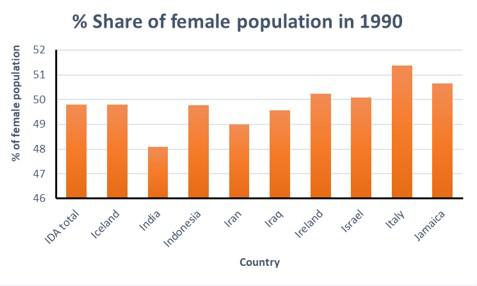 % Share of female population in 1990
% of female population
52
51
50
49
48
47
46
IDA total
Iceland
India
Indonesia
Iran
Iraq
Ireland
Israel
Italy
Jamaica
Country